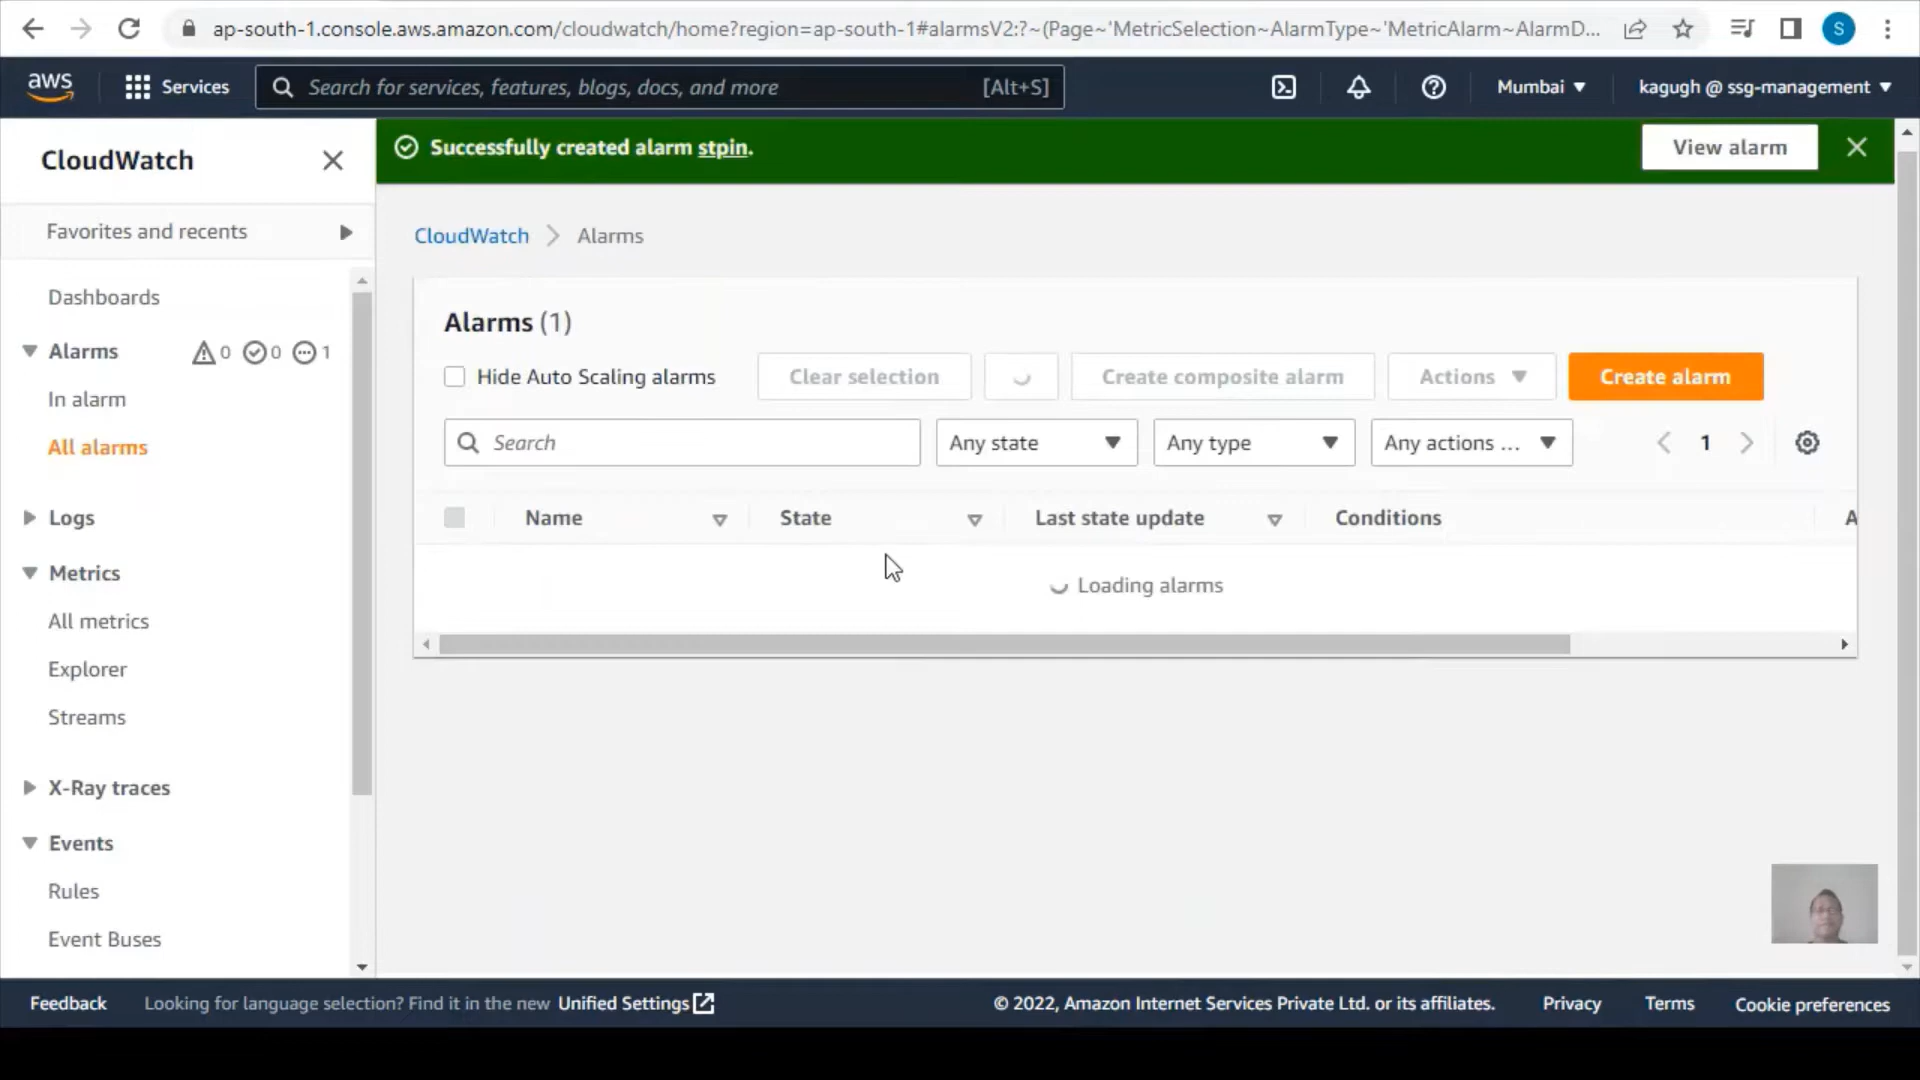 ap-south-1.console.aws.amazon.com/cloudwatch/home?region=ap-south-1#alarmsV2:?~(Page~'MetricSelection~AlarmType~'MetricAlarm~AlarmD... S
aws Services Search for services, features, blogs, docs, and more [Alt+S] Mumbai kagugh @ ssg-management
CloudWatch
Successfully created alarm stpin. View alarm
Favorites and recents
CloudWatch Alarms
Dashboards
Alarms 0 0 1
In alarm
All alarms
Logs
Metrics
All metrics
Explorer
Streams
X-Ray traces
Events
Rules
Event Buses
Alarms (1)
Hide Auto Scaling alarms Clear selection Create composite alarm Actions Create alarm
Search Any state Any type Any actions ... 1
Name State Last state update Conditions A
Loading alarms
Feedback Looking for language selection? Find it in the new Unified Settings © 2022, Amazon Internet Services Private Ltd. or its affiliates. Privacy Terms Cookie preferences